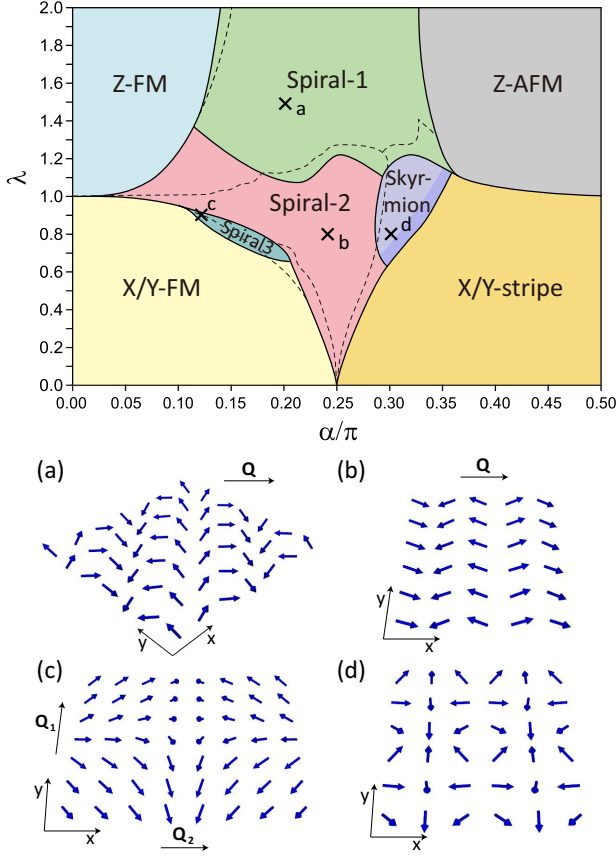 2.0
1.8
1.6
1.4
1.2
1.0
0.8
0.6
0.4
0.2
0.0
λ
Z-FM
Spiral-1
Z-AFM
a
Skyr-
mion
c
Spiral-2
d
b
Spiral3
X/Y-FM
X/Y-stripe
0.00 0.05 0.10 0.15 0.20 0.25 0.30 0.35 0.40 0.45 0.50
α/π
(a)
Q
y
x
(b)
Q
y
x
(c)
Q1
y
x
Q2
(d)
y
x